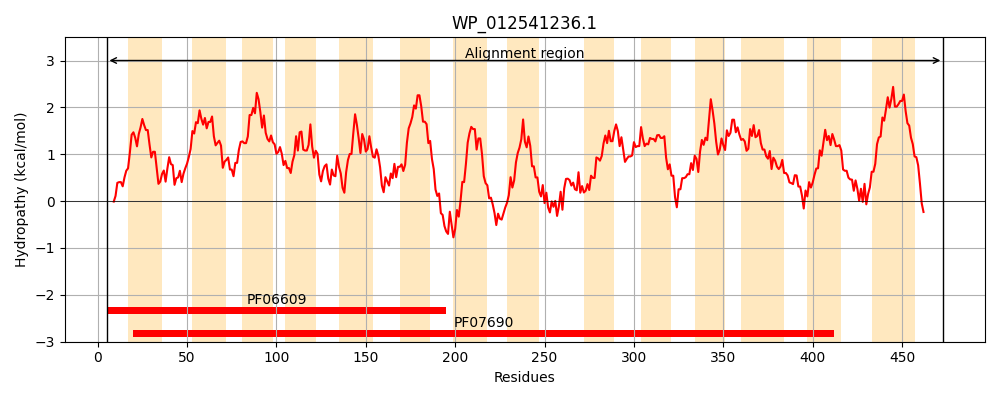 WP_012541236.1
Alignment region
3
2
1
0
−1
−2
−3
Hydropathy (kcal/mol)
PF06609
PF07690
0 50 100 150 200 250 300 350 400 450
Residues